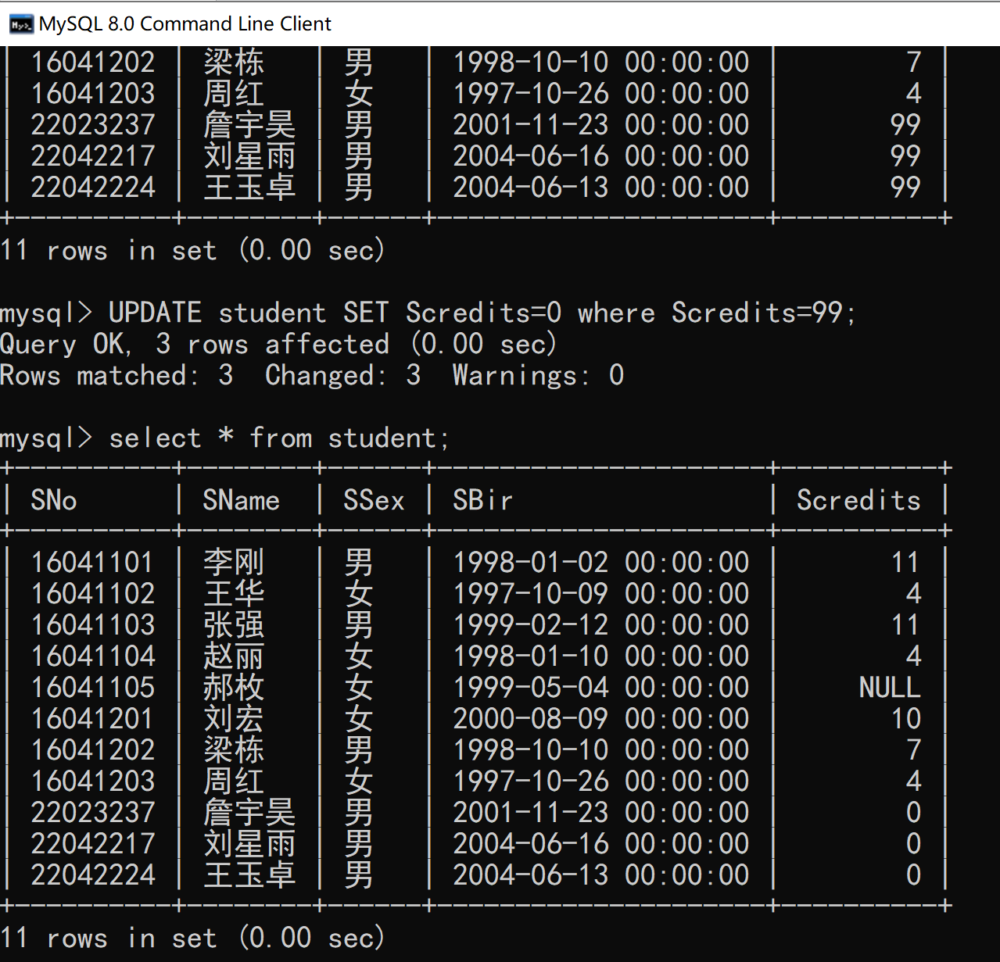 MySQL 8.0 Command Line Client
| 16041202 | 梁栋   | 男   | 1998-10-10 00:00:00 |        7 |
| 16041203 | 周红   | 女   | 1997-10-26 00:00:00 |        4 |
| 22023237 | 詹宇昊 | 男   | 2001-11-23 00:00:00 |       99 |
| 22042217 | 刘星雨 | 男   | 2004-06-16 00:00:00 |       99 |
| 22042224 | 王玉卓 | 男   | 2004-06-13 00:00:00 |       99 |
+----------+--------+------+---------------------+----------+
11 rows in set (0.00 sec)
mysql> UPDATE student SET Scredits=0 where Scredits=99;
Query OK, 3 rows affected (0.00 sec)
Rows matched: 3  Changed: 3  Warnings: 0
mysql> select * from student;
+----------+--------+------+---------------------+----------+
| SNo      | SName  | SSex | SBir                | Scredits |
+----------+--------+------+---------------------+----------+
| 16041101 | 李刚   | 男   | 1998-01-02 00:00:00 |       11 |
| 16041102 | 王华   | 女   | 1997-10-09 00:00:00 |        4 |
| 16041103 | 张强   | 男   | 1999-02-12 00:00:00 |       11 |
| 16041104 | 赵丽   | 女   | 1998-01-10 00:00:00 |        4 |
| 16041105 | 郝枚   | 女   | 1999-05-04 00:00:00 |     NULL |
| 16041201 | 刘宏   | 女   | 2000-08-09 00:00:00 |       10 |
| 16041202 | 梁栋   | 男   | 1998-10-10 00:00:00 |        7 |
| 16041203 | 周红   | 女   | 1997-10-26 00:00:00 |        4 |
| 22023237 | 詹宇昊 | 男   | 2001-11-23 00:00:00 |        0 |
| 22042217 | 刘星雨 | 男   | 2004-06-16 00:00:00 |        0 |
| 22042224 | 王玉卓 | 男   | 2004-06-13 00:00:00 |        0 |
+----------+--------+------+---------------------+----------+
11 rows in set (0.00 sec)